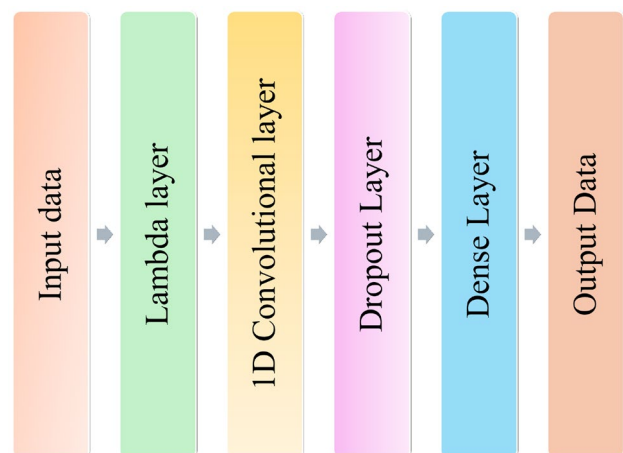 Input data
Lambda layer
1D Convolutional layer
Dropout Layer
Dense Layer
Output Data